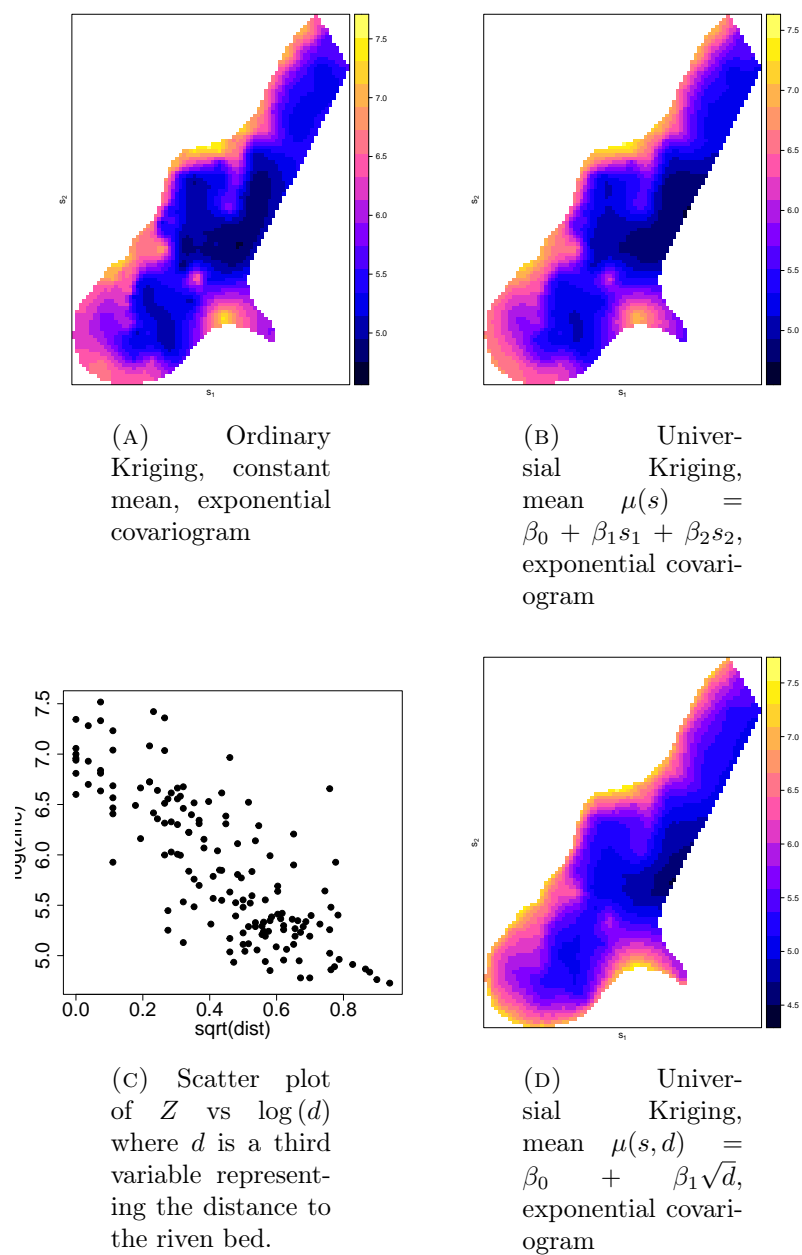 7.5
7.0
6.5
6.0
5.5
5.0
s₂
s₁
7.5
7.0
6.5
6.0
5.5
5.0
s₂
s₁
(A) Ordinary
Kriging, constant
mean, exponential
covariogram
(B) Univer-
sial Kriging,
mean μ(s) =
β₀ + β₁s₁ + β₂s₂,
exponential covari-
ogram
7.5
7.0
6.5
6.0
5.5
5.0
log(zinc)
0.0 0.2 0.4 0.6 0.8
sqrt(dist)
7.5
7.0
6.5
6.0
5.5
5.0
4.5
s₂
s₁
(C) Scatter plot
of Z vs log (d)
where d is a third
variable represent-
ing the distance to
the riven bed.
(D) Univer-
sial Kriging,
mean μ(s, d) =
β₀ + β₁√d,
exponential covari-
ogram